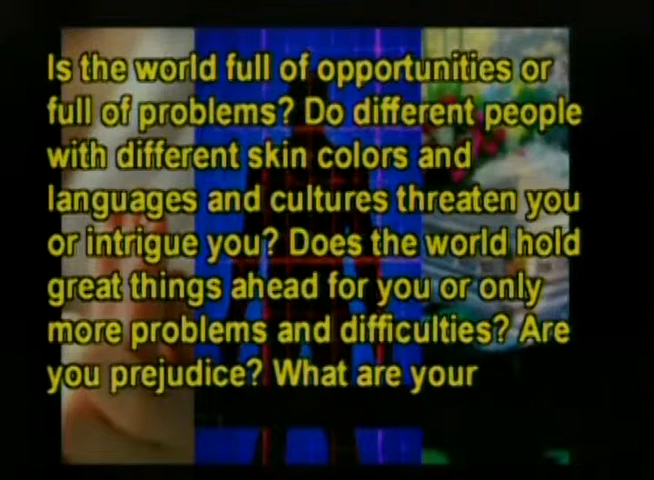 Is the world full of opportunities or
full of problems? Do different people
with different skin colors and
languages and cultures threaten you
or intrigue you? Does the world hold
great things ahead for you or only
more problems and difficulties? Are
you prejudice? What are your